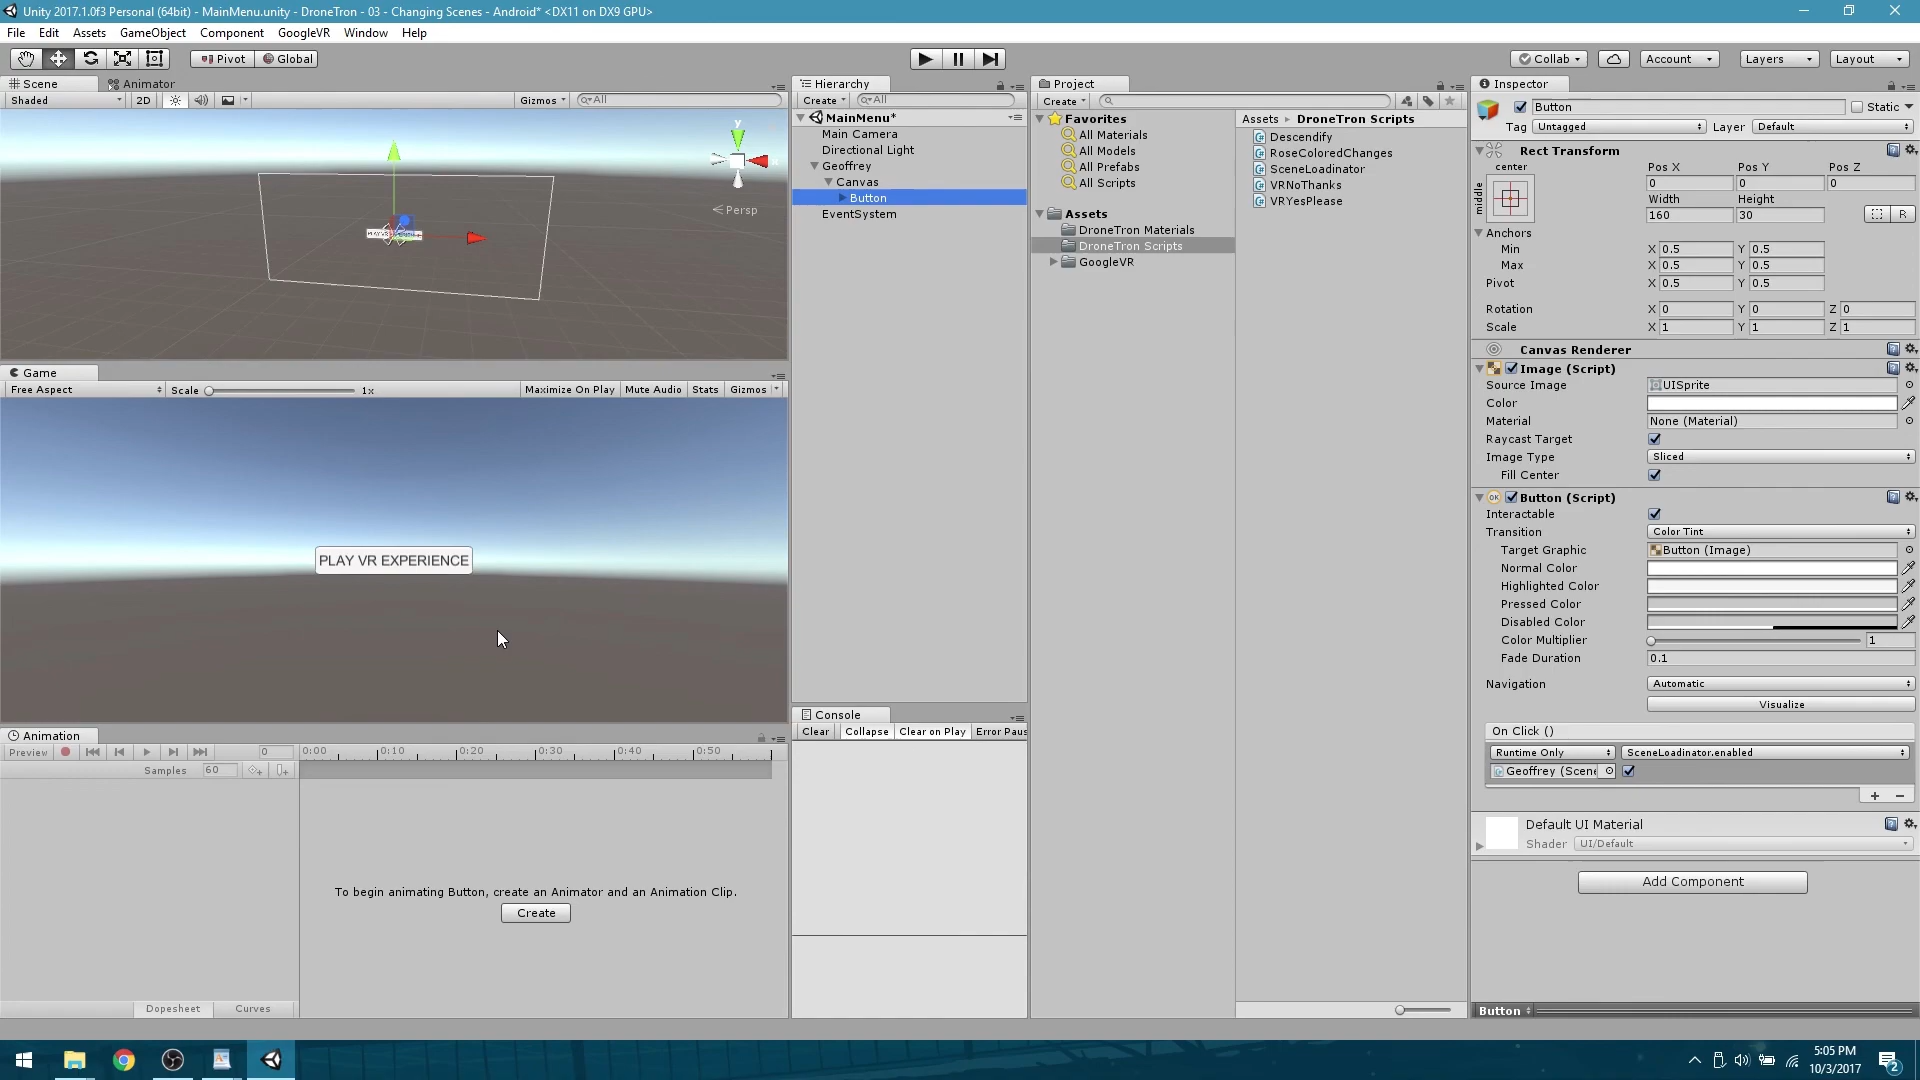 Unity 2017.1.0f3 Personal (64bit) - MainMenu.unity - DroneTron - 03 - Changing Scenes - Android* <DX11 on DX9 GPU>
File Edit Assets GameObject Component GoogleVR Window Help
Pivot Global Collab Account Layers Layout
Scene Animator
Shaded 2D Gizmos All
y
Persp
Game
Free Aspect Scale 1x Maximize On Play Mute Audio Stats Gizmos
PLAY VR EXPERIENCE
Animation
Preview 0 0:00 0:10 0:20 0:30 0:40 0:50
Samples 60
To begin animating Button, create an Animator and an Animation Clip.
Create
Dopesheet Curves
Hierarchy
Create All
MainMenu*
Main Camera
Directional Light
Geoffrey
Canvas
Button
EventSystem
Console
Clear Collapse Clear on Play Error Paus
Project
Create
Favorites
All Materials
All Models
All Prefabs
All Scripts
Assets
DroneTron Materials
DroneTron Scripts
GoogleVR
Assets DroneTron Scripts
Descendify
RoseColoredChanges
SceneLoadinator
VRNoThanks
VRYesPlease
Inspector
Button Static
Tag Untagged Layer Default
Rect Transform
center Pos X Pos Y Pos Z
middle 0 0 0
Width Height
160 30 R
Anchors
Min X 0.5 Y 0.5
Max X 0.5 Y 0.5
Pivot X 0.5 Y 0.5
Rotation X 0 Y 0 Z 0
Scale X 1 Y 1 Z 1
Canvas Renderer
Image (Script)
Source Image UISprite
Color
Material None (Material)
Raycast Target
Image Type Sliced
Fill Center
OK Button (Script)
Interactable
Transition Color Tint
Target Graphic Button (Image)
Normal Color
Highlighted Color
Pressed Color
Disabled Color
Color Multiplier 1
Fade Duration 0.1
Navigation Automatic
Visualize
On Click ()
Runtime Only SceneLoadinator.enabled
Geoffrey (Scene
+ −
Default UI Material
Shader UI/Default
Add Component
Button
5:05 PM
10/3/2017
2